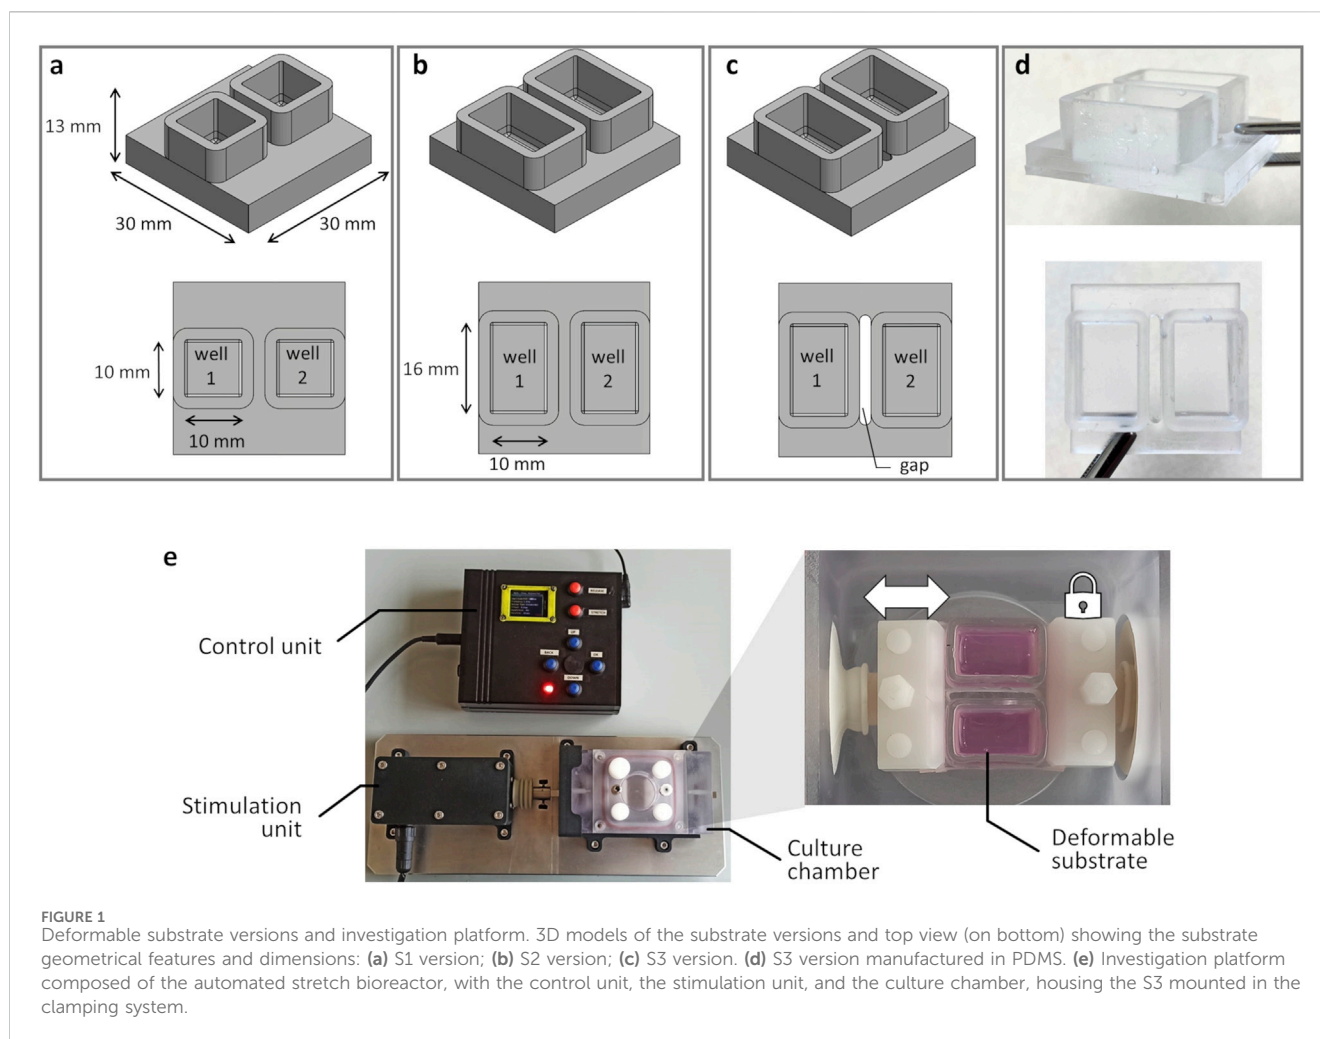 a
b
c
d
13 mm
30 mm
30 mm
well
1
well
2
10 mm
10 mm
well
1
well
2
16 mm
10 mm
well
1
well
2
gap
e
Control unit
UP
BACK
OK
DOWN
Stimulation
unit
Culture
chamber
Deformable
substrate
FIGURE 1
Deformable substrate versions and investigation platform. 3D models of the substrate versions and top view (on bottom) showing the substrate
geometrical features and dimensions: (a) S1 version; (b) S2 version; (c) S3 version. (d) S3 version manufactured in PDMS. (e) Investigation platform
composed of the automated stretch bioreactor, with the control unit, the stimulation unit, and the culture chamber, housing the S3 mounted in the
clamping system.